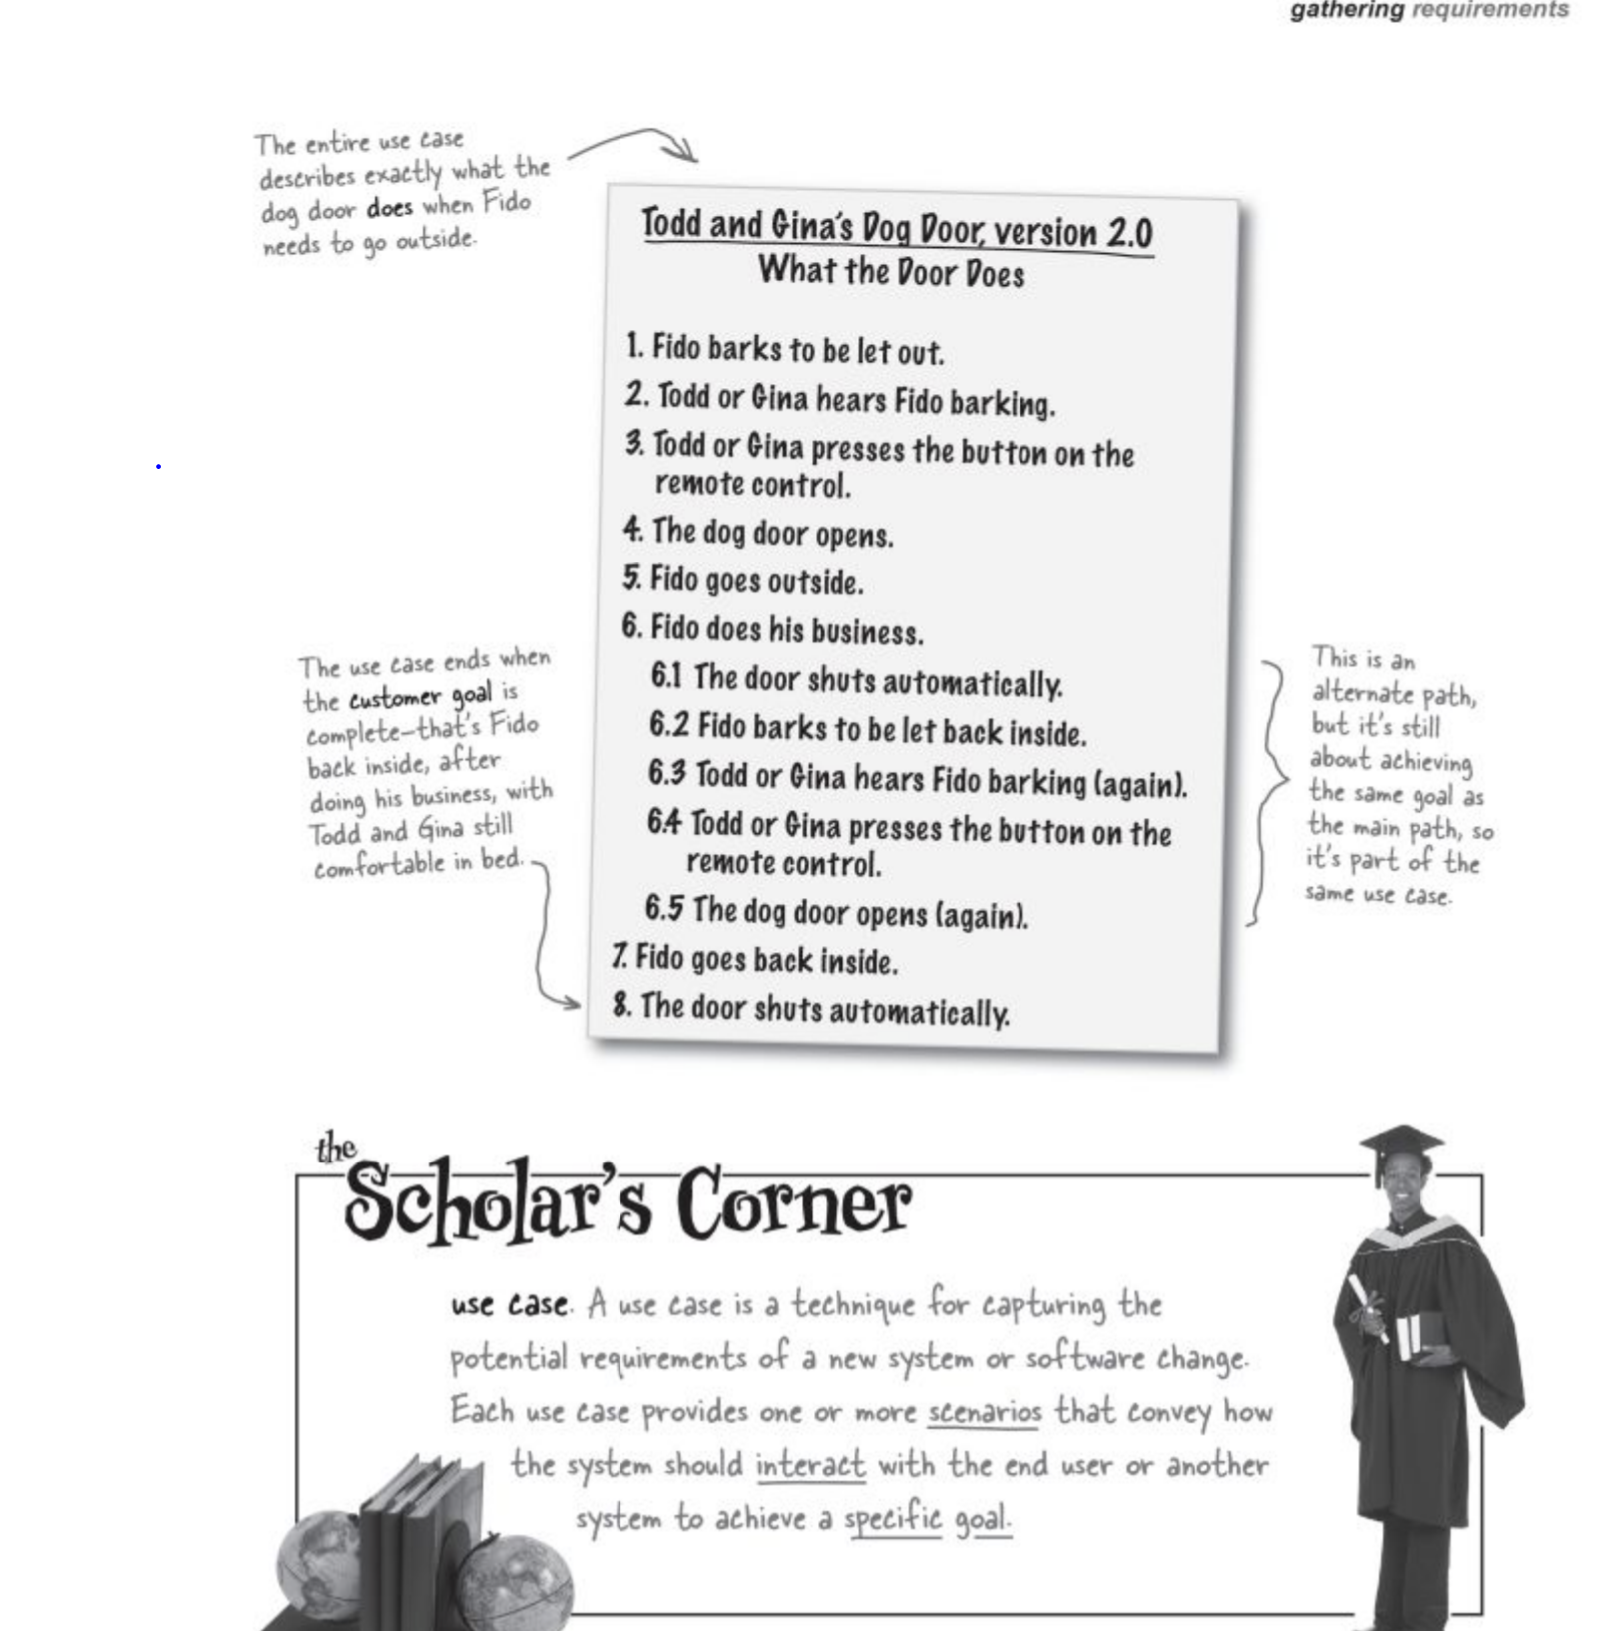 gathering requirements
The entire use case
describes exactly what the
dog door does when Fido
needs to go outside.
Todd and Gina's Dog Door, version 2.0
What the Door Does
1. Fido barks to be let out.
2. Todd or Gina hears Fido barking.
3. Todd or Gina presses the button on the
remote control.
4. The dog door opens.
5. Fido goes outside.
6. Fido does his business.
6.1 The door shuts automatically.
6.2 Fido barks to be let back inside.
6.3 Todd or Gina hears Fido barking (again).
6.4 Todd or Gina presses the button on the
remote control.
6.5 The dog door opens (again).
7. Fido goes back inside.
8. The door shuts automatically.
The use case ends when
the customer goal is
complete–that's Fido
back inside, after
doing his business, with
Todd and Gina still
comfortable in bed.
This is an
alternate path,
but it's still
about achieving
the same goal as
the main path, so
it's part of the
same use case.
the
Scholar's Corner
use case. A use case is a technique for capturing the
potential requirements of a new system or software change.
Each use case provides one or more scenarios that convey how
the system should interact with the end user or another
system to achieve a specific goal.